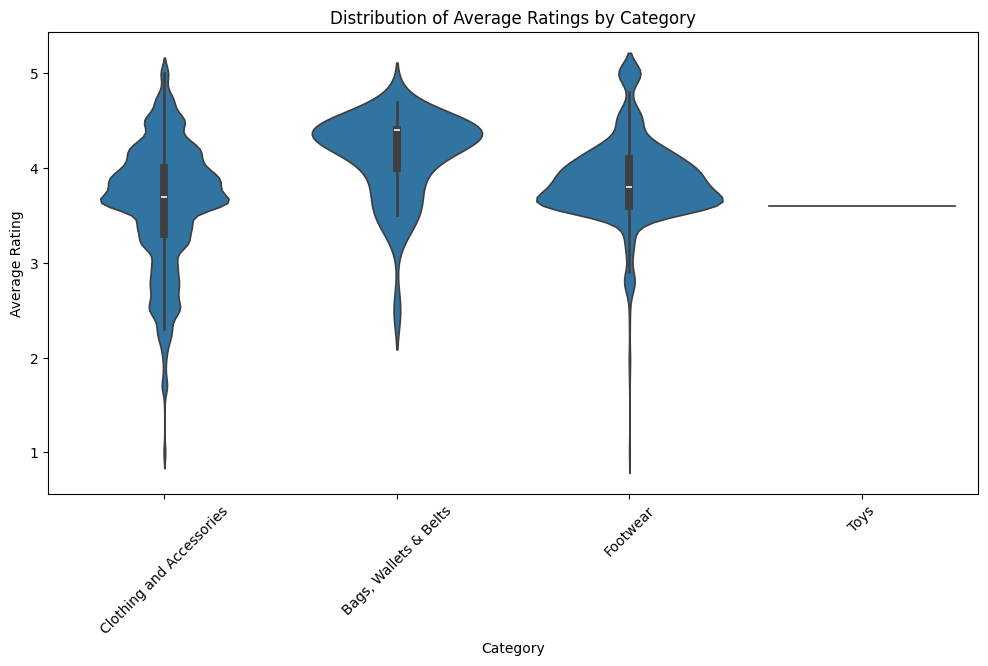 Distribution of Average Ratings by Category
Average Rating
5
4
3
2
1
Clothing and Accessories
Bags, Wallets & Belts
Footwear
Toys
Category